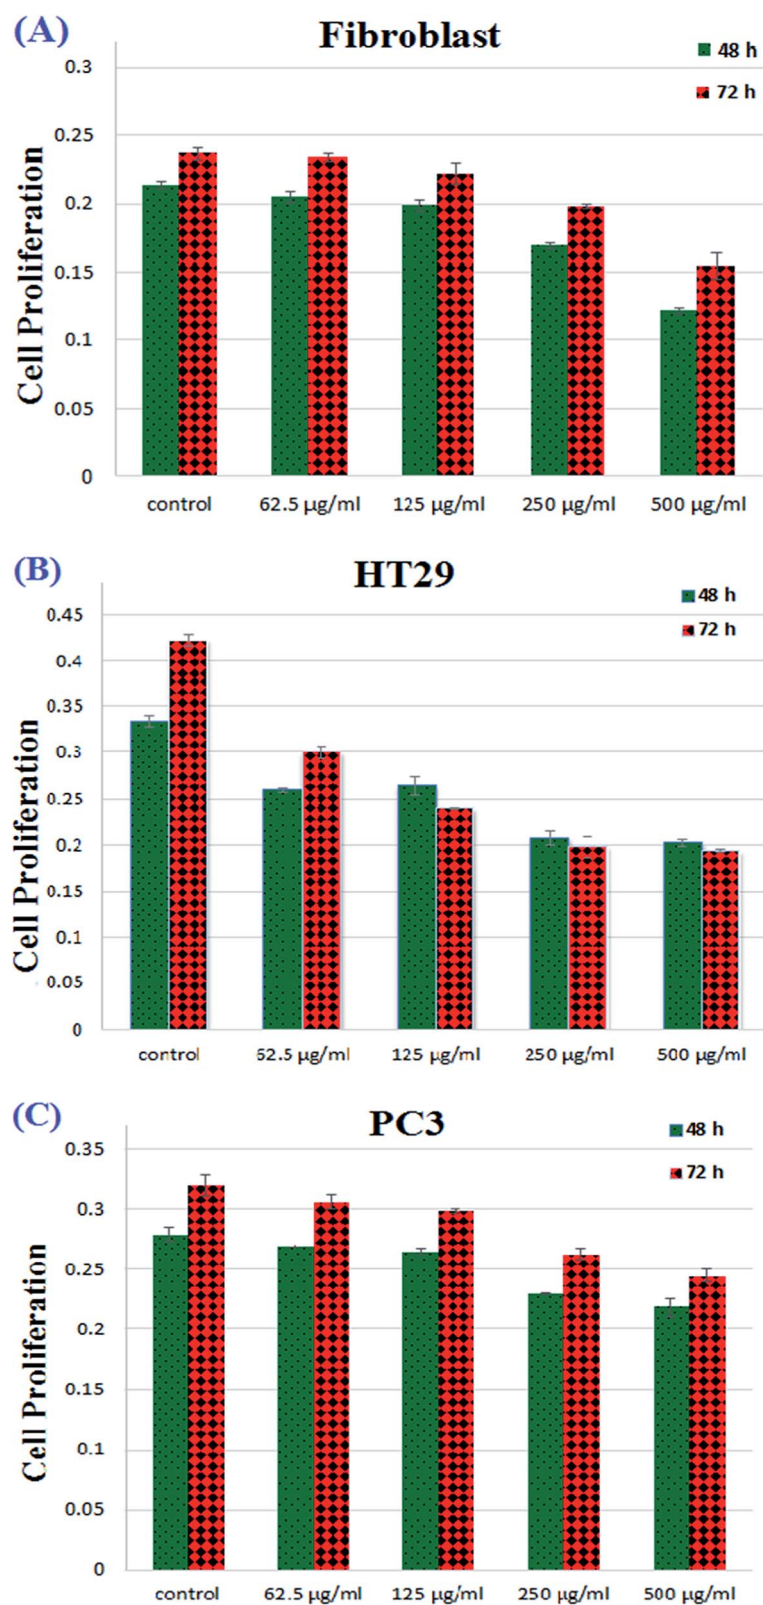 (A)
Fibroblast
48 h
72 h
Cell Proliferation
0.3
0.25
0.2
0.15
0.1
0.05
0
control
62.5 µg/ml
125 µg/ml
250 µg/ml
500 µg/ml
(B)
HT29
48 h
72 h
Cell Proliferation
0.45
0.4
0.35
0.3
0.25
0.2
0.15
0.1
0.05
0
control
62.5 µg/ml
125 µg/ml
250 µg/ml
500 µg/ml
(C)
PC3
48 h
72 h
Cell Proliferation
0.35
0.3
0.25
0.2
0.15
0.1
0.05
0
control
62.5 µg/ml
125 µg/ml
250 µg/ml
500 µg/ml